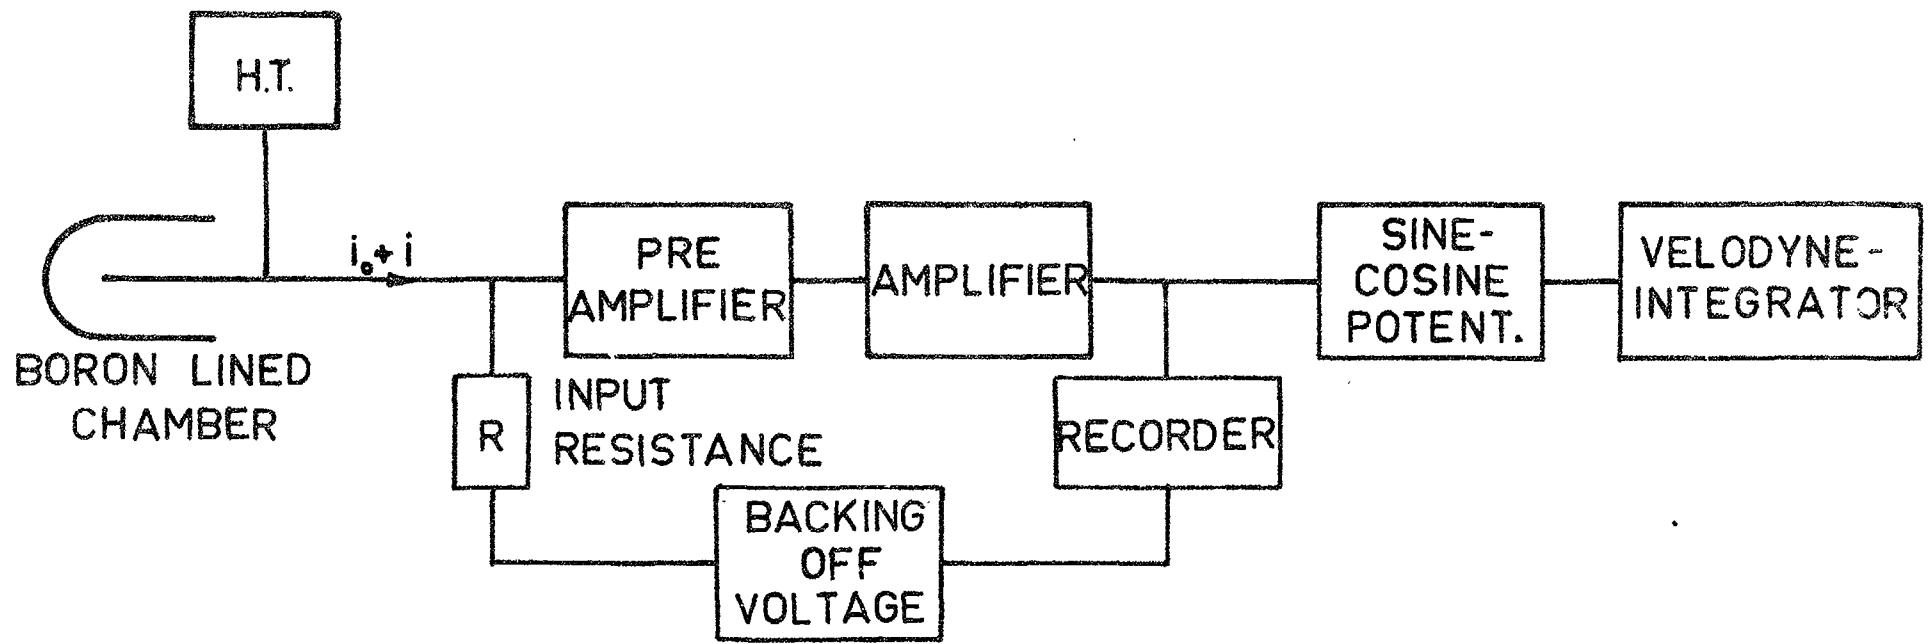 H.T.
i₀+ i
PRE
AMPLIFIER
AMPLIFIER
SINE-
COSINE
POTENT.
VELODYNE-
INTEGRATOR
BORON LINED
CHAMBER
R
INPUT
RESISTANCE
RECORDER
BACKING
OFF
VOLTAGE